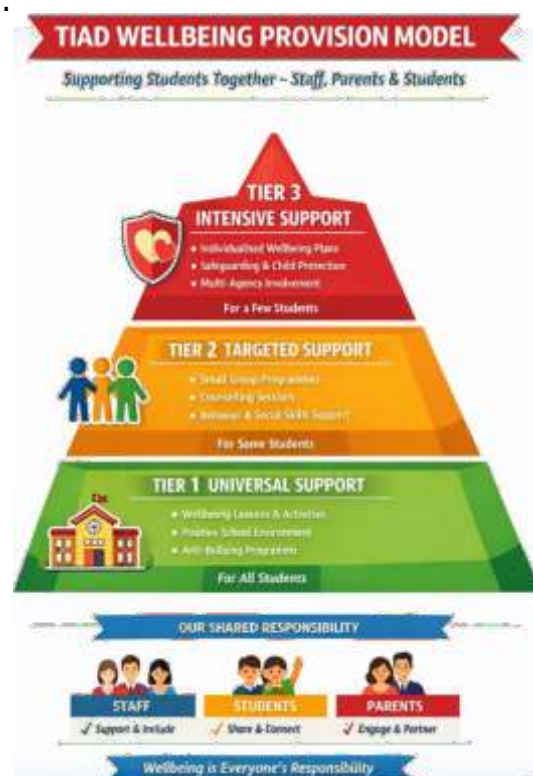 .
TIAD WELLBEING PROVISION MODEL
Supporting Students Together – Staff, Parents & Students
TIER 3
INTENSIVE SUPPORT
• Individualised Wellbeing Plans
• Safeguarding & Child Protection
• Multi-Agency Involvement
For a Few Students
TIER 2 TARGETED SUPPORT
• Small Group Programmes
• Counselling Sessions
• Behavior & Social Skills Support
For Some Students
TIER 1 UNIVERSAL SUPPORT
• Wellbeing Lessons & Activities
• Positive School Environment
• Anti-Bullying Programs
For All Students
OUR SHARED RESPONSIBILITY
STAFF STUDENTS PARENTS
✓ Support & Include ✓ Share & Connect ✓ Engage & Partner
Wellbeing is Everyone's Responsibility